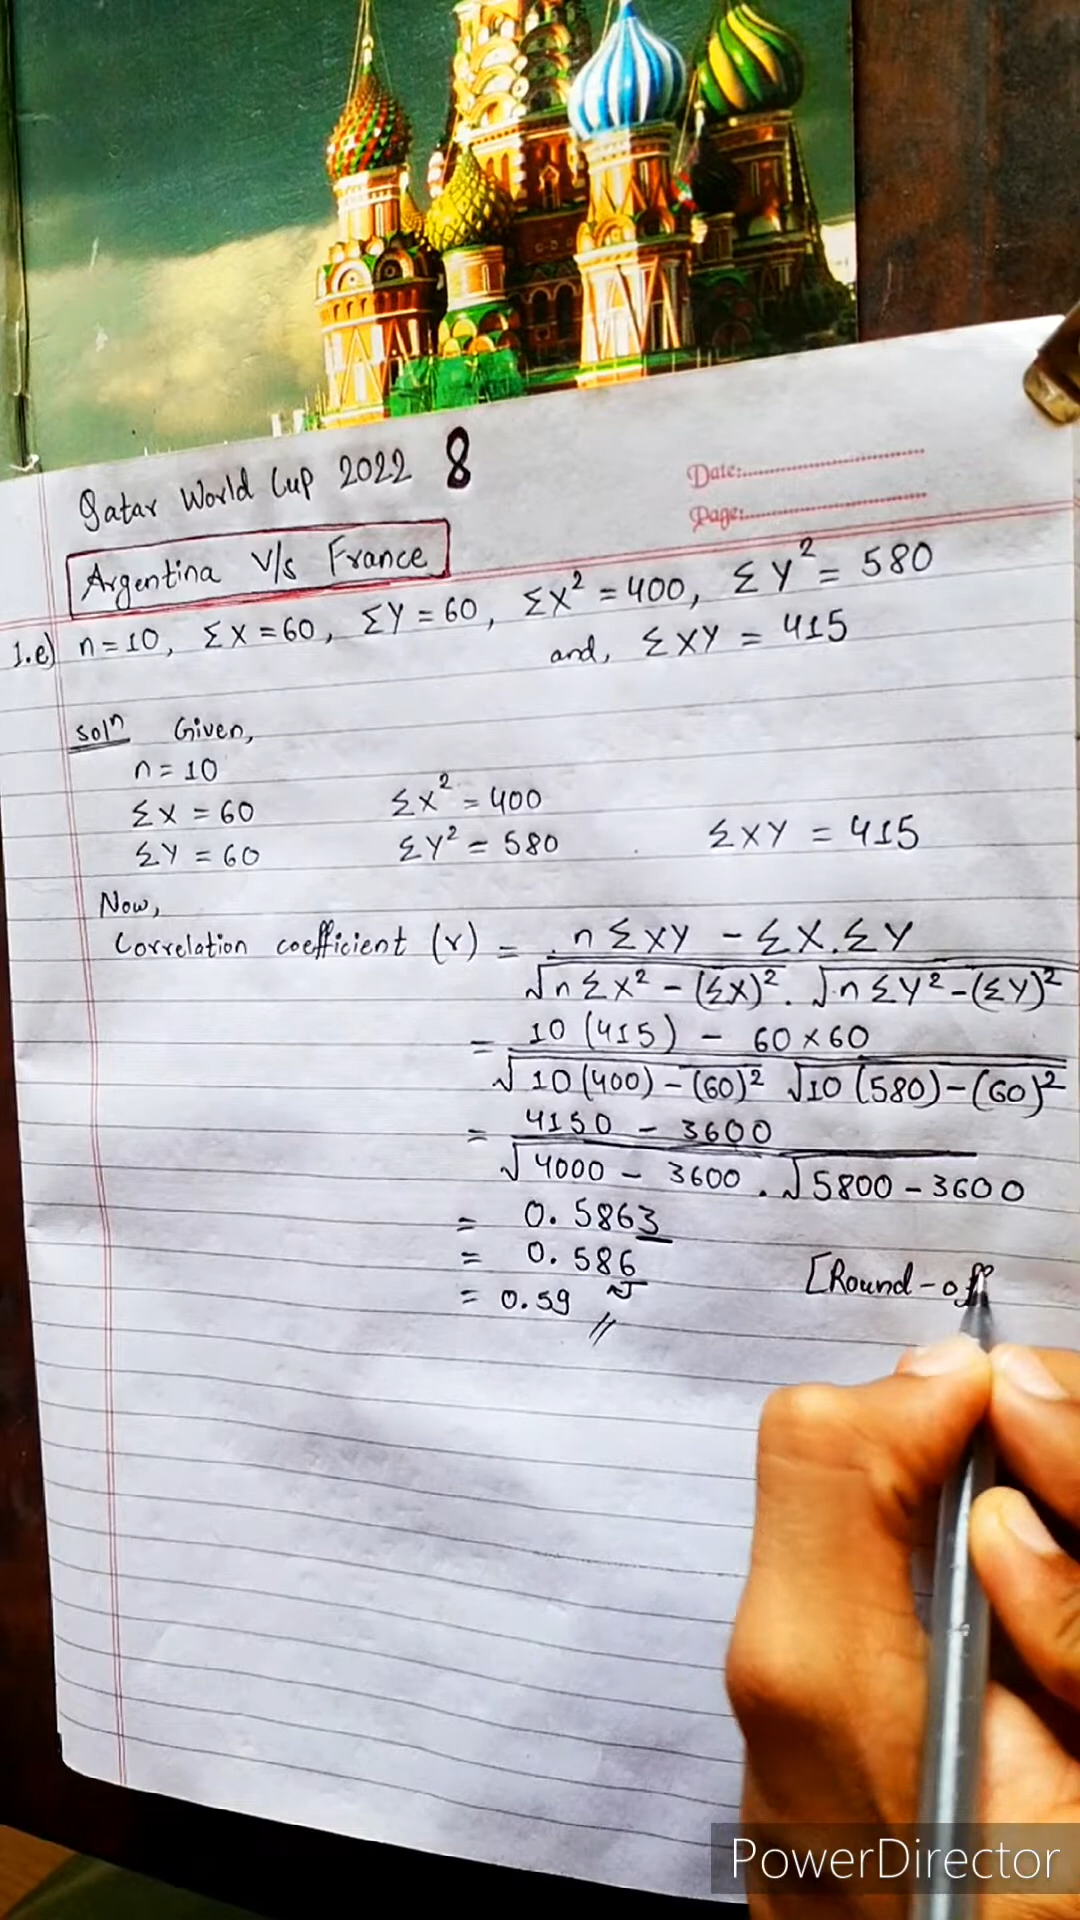 Qatar World Cup 2022 8
Date:
Page:
Argentina V/s France
1.e) n=10, ΣX=60, ΣY=60, ΣX²=400, ΣY²=580
and, ΣXY = 415
Solⁿ Given,
n=10
ΣX = 60 ΣX² = 400
ΣY = 60 ΣY² = 580 ΣXY = 415
Now,
Correlation coefficient (r) = nΣXY - ΣX.ΣY
√nΣX² - (ΣX)² . √nΣY² - (ΣY)²
= 10(415) - 60×60
√10(400) - (60)² √10(580) - (60)²
= 4150 - 3600
√4000 - 3600 . √5800 - 3600
= 0.5863
= 0.586
= 0.59 // [Round-off
PowerDirector